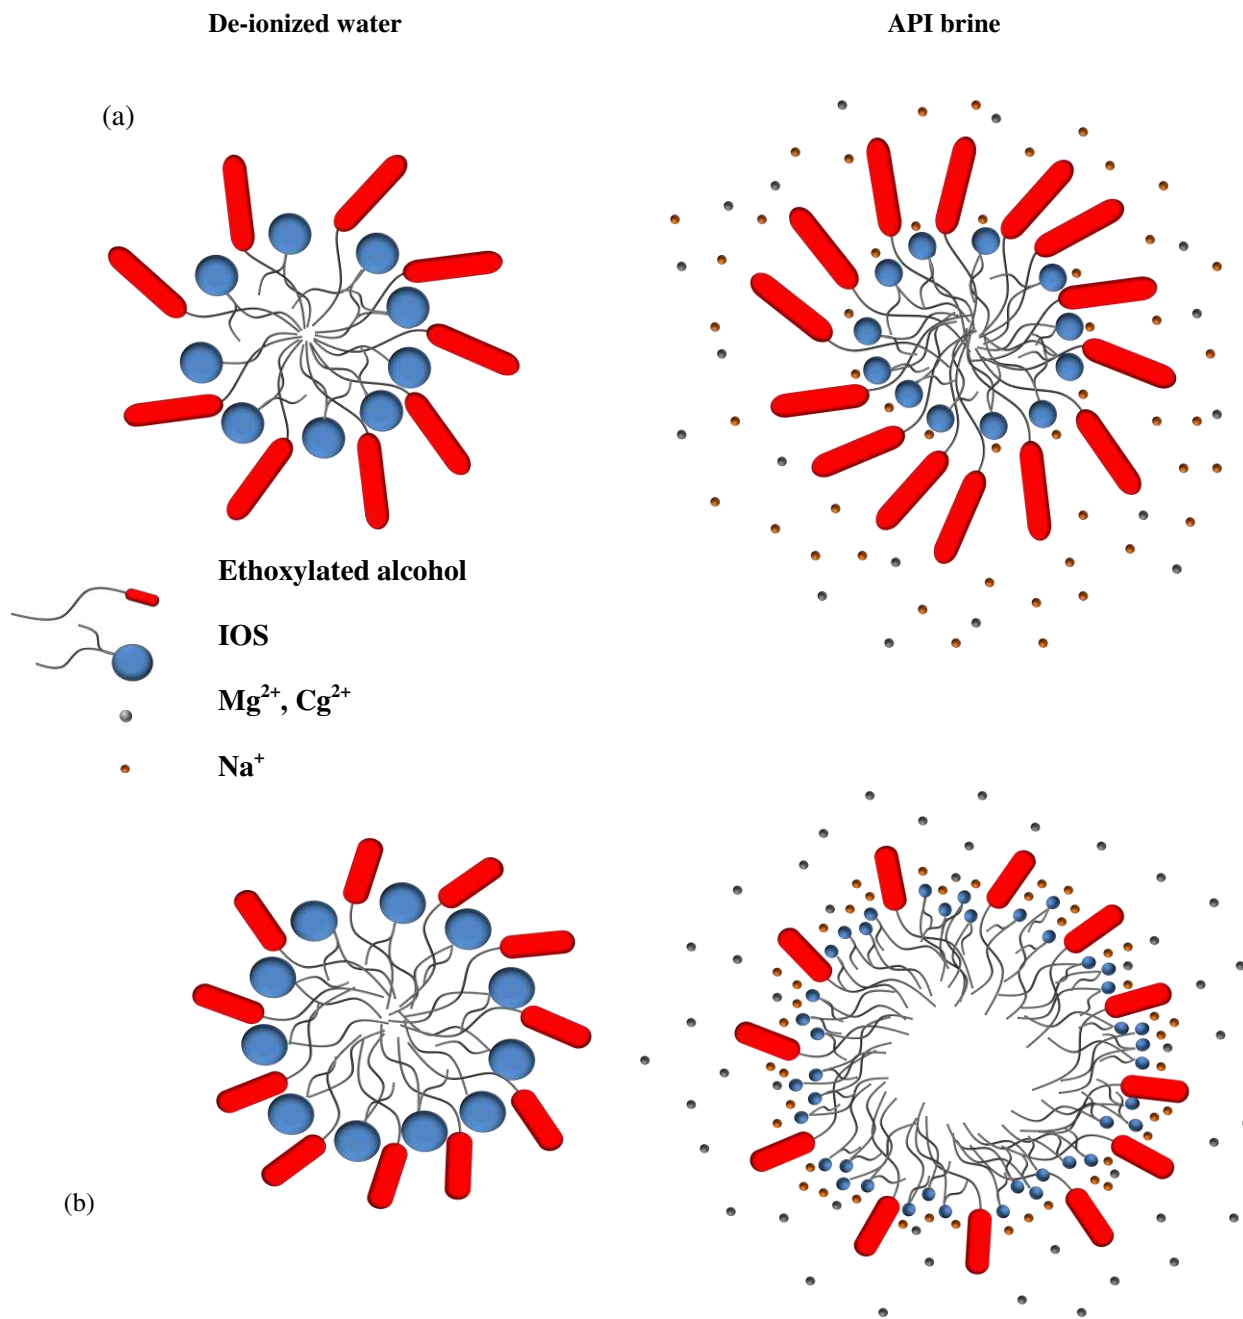 De-ionized water
API brine
(a)
Ethoxylated alcohol
IOS
Mg²⁺, Cg²⁺
Na⁺
(b)